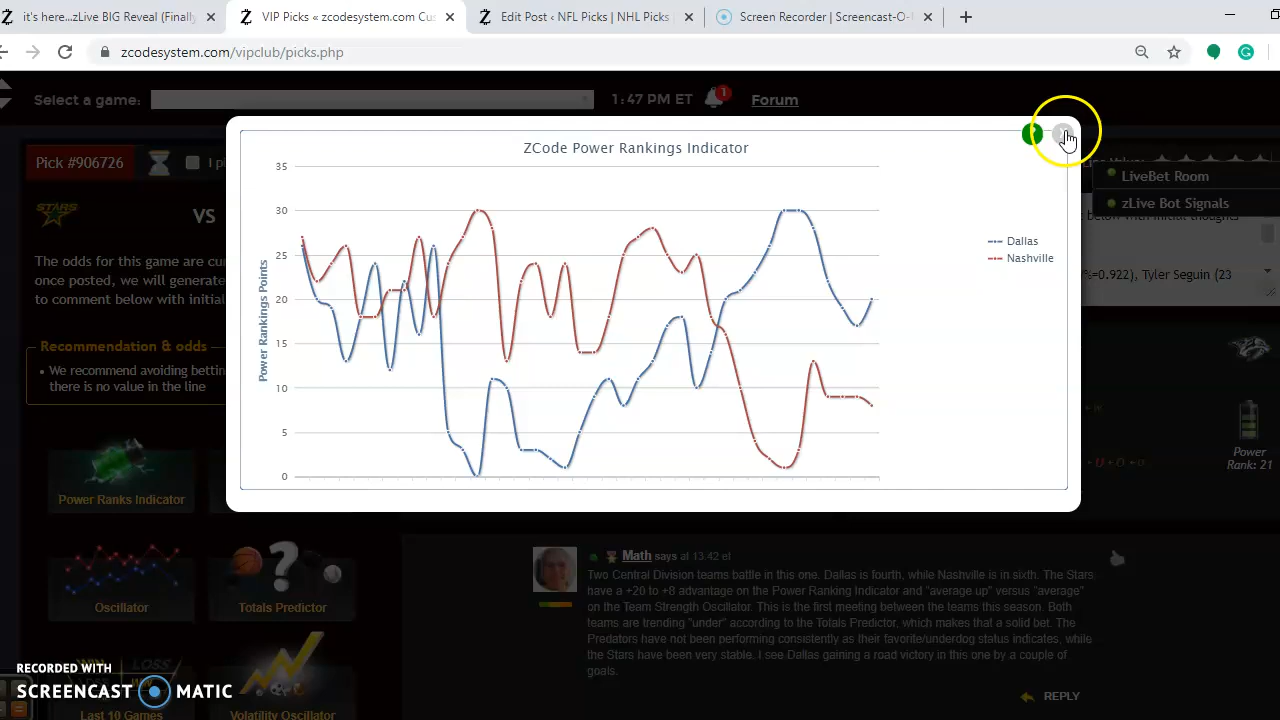 it's here...zLive BIG Reveal (Finally
VIP Picks « zcodesystem.com Cus
Edit Post ‹ NFL Picks | NHL Picks
Screen Recorder | Screencast-O-M
zcodesystem.com/vipclub/picks.php
Select a game:
1:47 PM ET
1
Forum
Pick #906726
I pi
LiveBet Room
zLive Bot Signals
STARS
VS
below with initial thoughts
The odds for this game are cur
once posted, we will generate
to comment below with initial
%=0.922), Tyler Seguin (23
Recommendation & odds
• We recommend avoiding bettin
there is no value in the line
ZCode Power Rankings Indicator
Power Rankings Points
35
30
25
20
15
10
5
0
Dallas
Nashville
Power
Rank: 21
Power Ranks Indicator
Oscillator
Totals Predictor
LOSS
Last 10 Games
Volatility Oscillator
Math says at 13:42 et
Two Central Division teams battle in this one. Dallas is fourth, while Nashville is in sixth. The Stars
have a +20 to +8 advantage on the Power Ranking Indicator and "average up" versus "average"
on the Team Strength Oscillator. This is the first meeting between the teams this season. Both
teams are trending "under" according to the Totals Predictor, which makes that a solid bet. The
Predators have not been performing consistently as their favorite/underdog status indicates, while
the Stars have been very stable. I see Dallas gaining a road victory in this one by a couple of
goals.
REPLY
RECORDED WITH
SCREENCAST MATIC